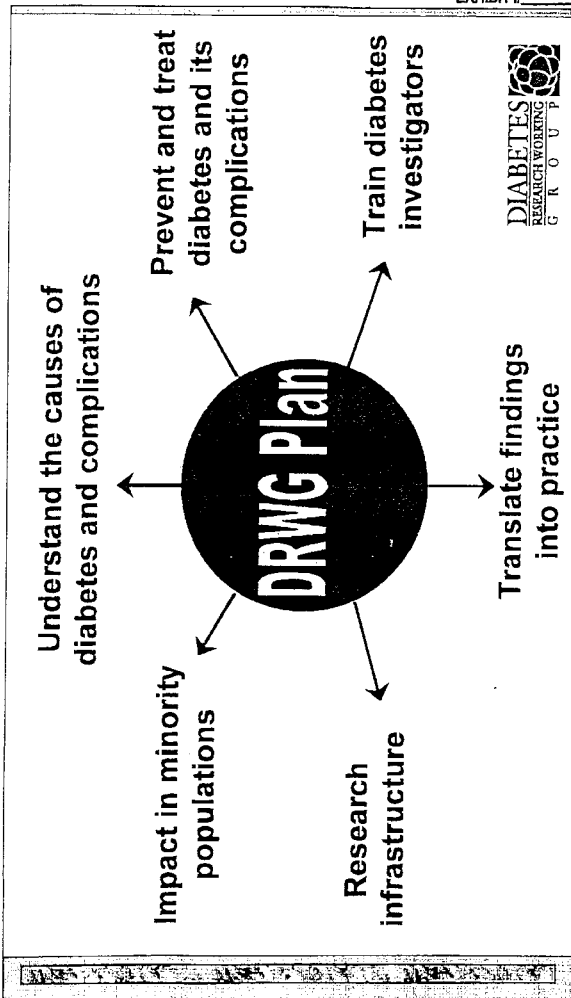 Understand the causes of
diabetes and complications
Prevent and treat
diabetes and its
complications
Train diabetes
investigators
Translate findings
into practice
Research
infrastructure
Impact in minority
populations
DRWG Plan
DIABETES
RESEARCH WORKING
G R O U P